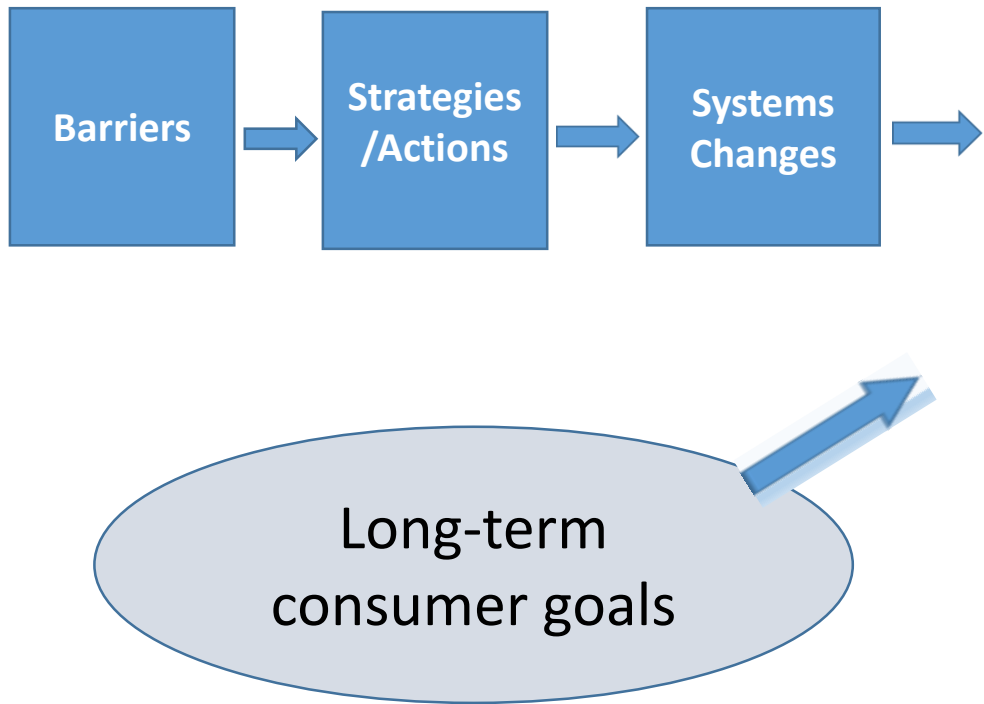 Barriers
Strategies
/Actions
Systems
Changes
Long-term
consumer goals